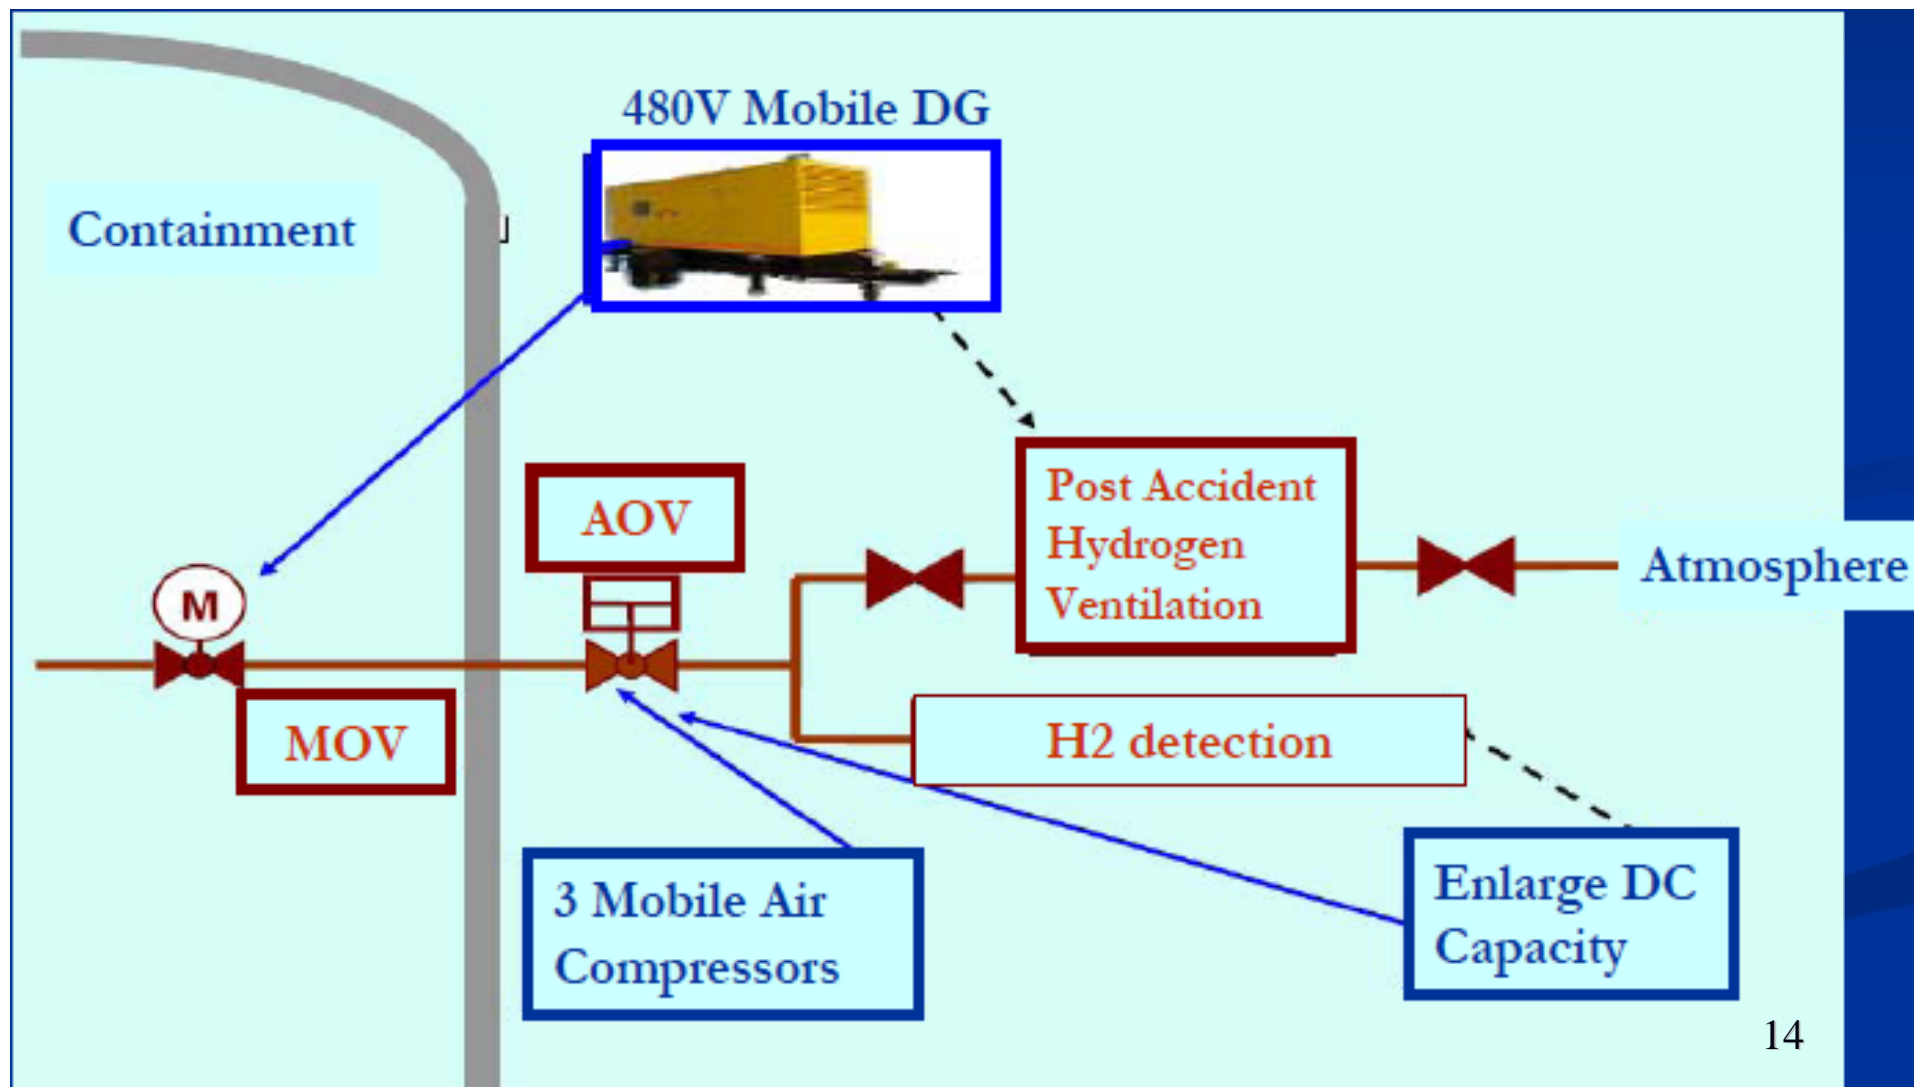 480V Mobile DG
Containment
AOV
Post Accident
Hydrogen
Ventilation
Atmosphere
M
MOV
H2 detection
3 Mobile Air
Compressors
Enlarge DC
Capacity
14